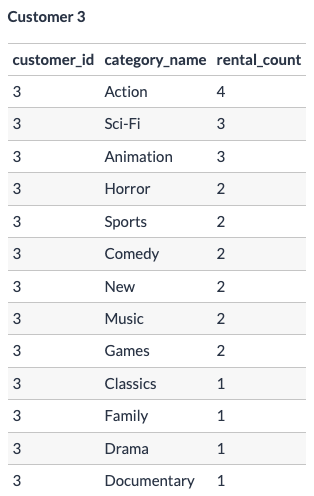 Customer 3
customer_id category_name rental_count
3 Action 4
3 Sci-Fi 3
3 Animation 3
3 Horror 2
3 Sports 2
3 Comedy 2
3 New 2
3 Music 2
3 Games 2
3 Classics 1
3 Family 1
3 Drama 1
3 Documentary 1